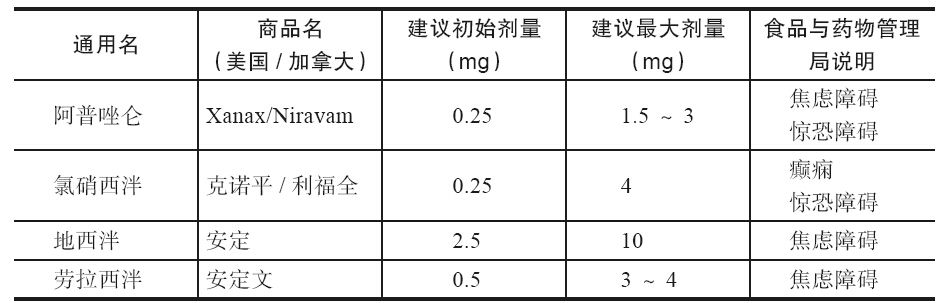 通用名 商品名 建议初始剂量 建议最大剂量 食品与药物管理
（美国/加拿大） （mg） （mg） 局说明
阿普唑仑 Xanax/Niravam 0.25 1.5 ~ 3 焦虑障碍
惊恐障碍
氯硝西泮 克诺平/利福全 0.25 4 癫痫
惊恐障碍
地西泮 安定 2.5 10 焦虑障碍
劳拉西泮 安定文 0.5 3 ~ 4 焦虑障碍